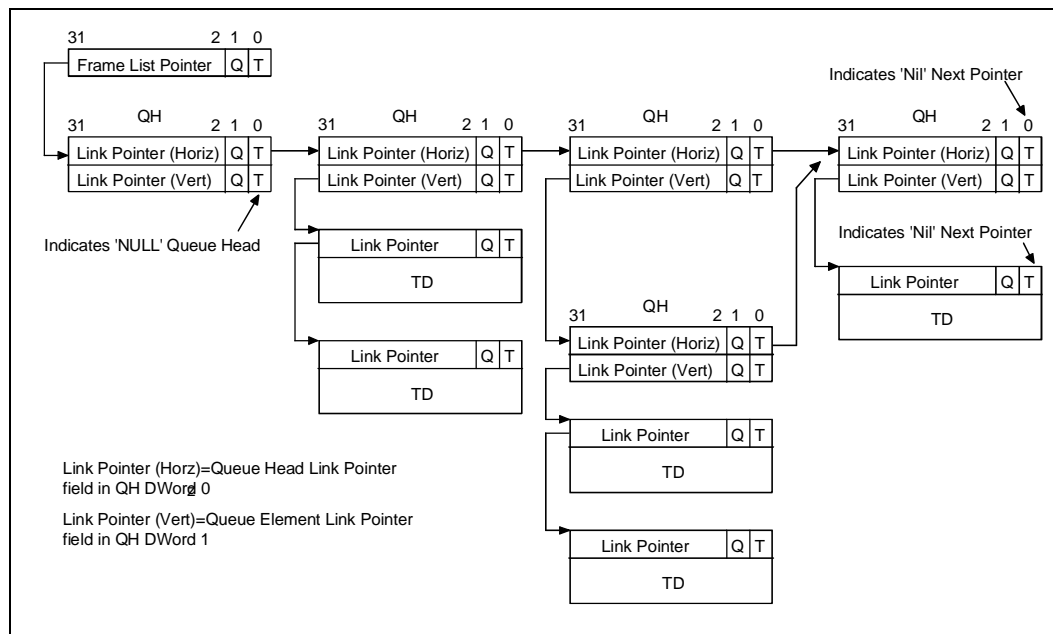 31 2 1 0
Frame List Pointer Q T
Indicates 'Nil' Next Pointer
QH QH QH QH
31 2 1 0 31 2 1 0 31 2 1 0 31 2 1 0
Link Pointer (Horiz) Q T Link Pointer (Horiz) Q T Link Pointer (Horiz) Q T Link Pointer (Horiz) Q T
Link Pointer (Vert) Q T Link Pointer (Vert) Q T Link Pointer (Vert) Q T Link Pointer (Vert) Q T
Indicates 'NULL' Queue Head
Link Pointer Q T
TD
Indicates 'Nil' Next Pointer
Link Pointer Q T
TD
QH
31 2 1 0
Link Pointer (Horiz) Q T
Link Pointer (Vert) Q T
Link Pointer Q T
TD
Link Pointer Q T
TD
Link Pointer Q T
TD
Link Pointer (Horz)=Queue Head Link Pointer
field in QH DWord 0
2
Link Pointer (Vert)=Queue Element Link Pointer
field in QH DWord 1